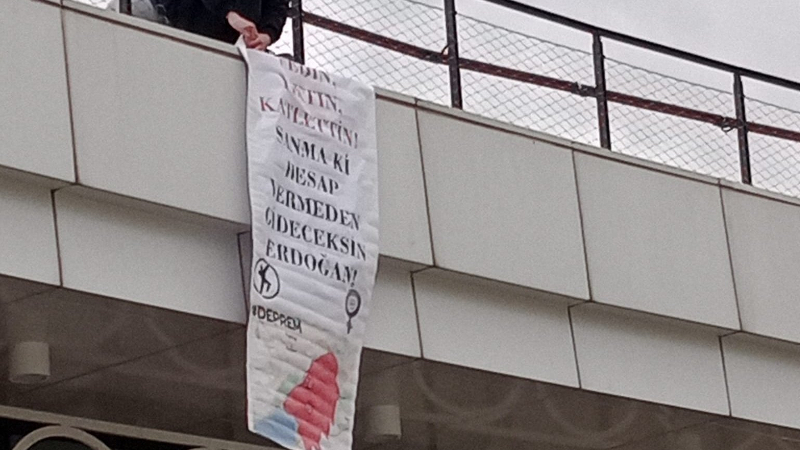 KATLETTİN!
SANMA Kİ
HESAP
VERMEDEN
GİDECEKSİN
ERDOĞAN!
#DEPREM